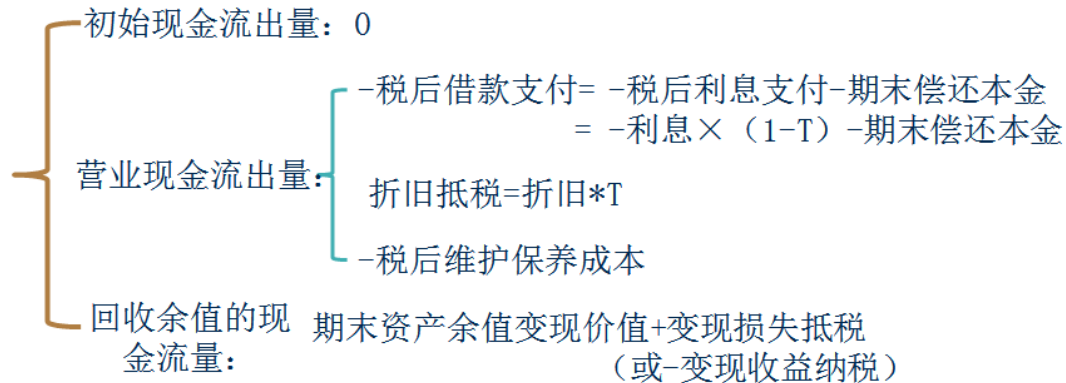 初始现金流出量：0
-税后借款支付= -税后利息支付-期末偿还本金
= -利息×（1-T）-期末偿还本金
营业现金流出量：
折旧抵税=折旧*T
-税后维护保养成本
回收余值的现
金流量：
期末资产余值变现价值+变现损失抵税
（或-变现收益纳税）